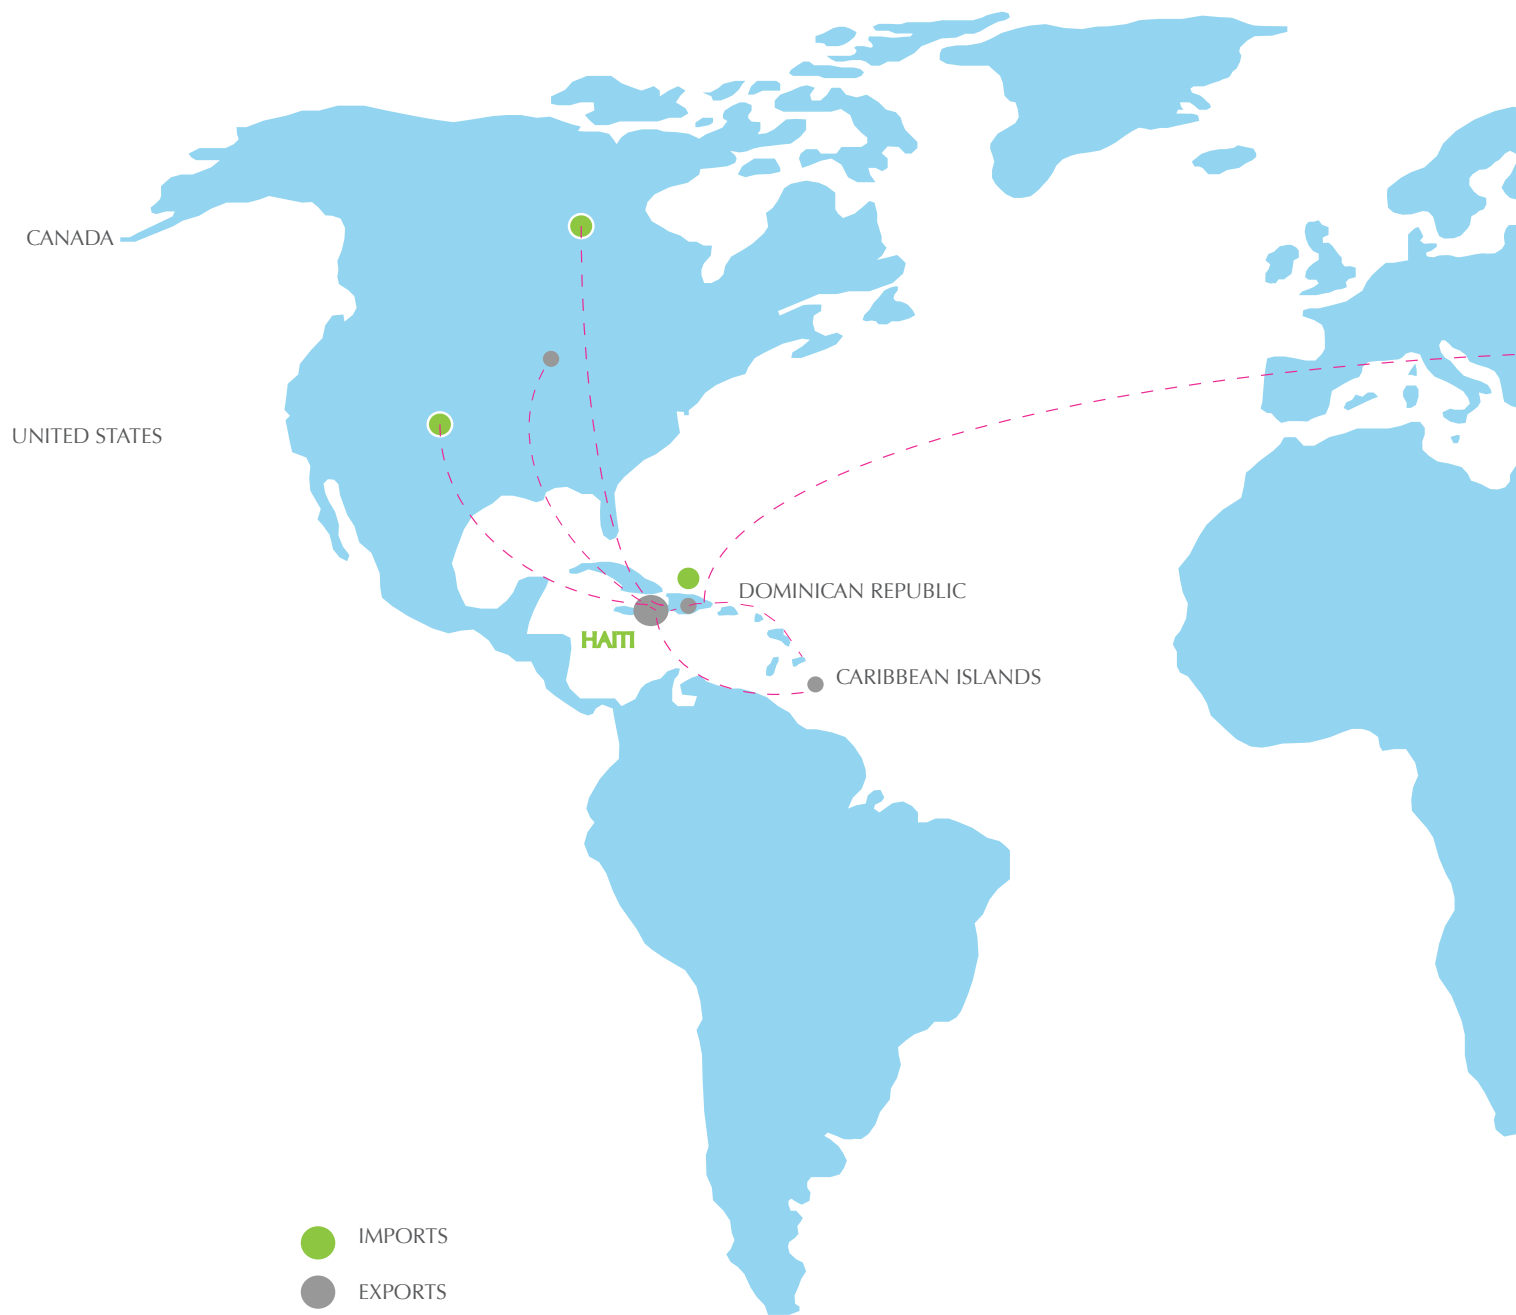 CANADA
UNITED STATES
DOMINICAN REPUBLIC
HAITI
CARIBBEAN ISLANDS
IMPORTS
EXPORTS